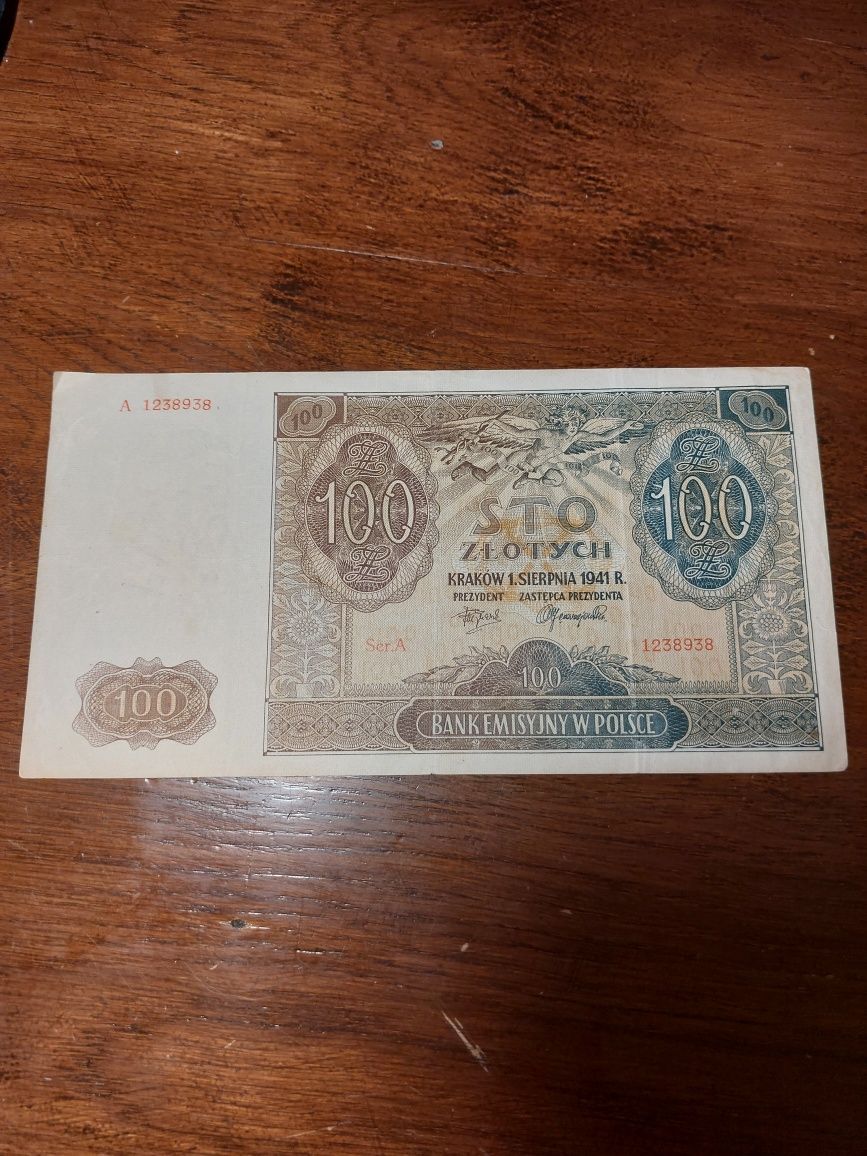 A 1238938
100
100
100
100
STO
ZŁOTYCH
KRAKÓW 1. SIERPNIA 1941 R.
PREZYDENT ZASTĘPCA PREZYDENTA
Ser. A
1238938
100
100
BANK EMISYJNY W POLSCE